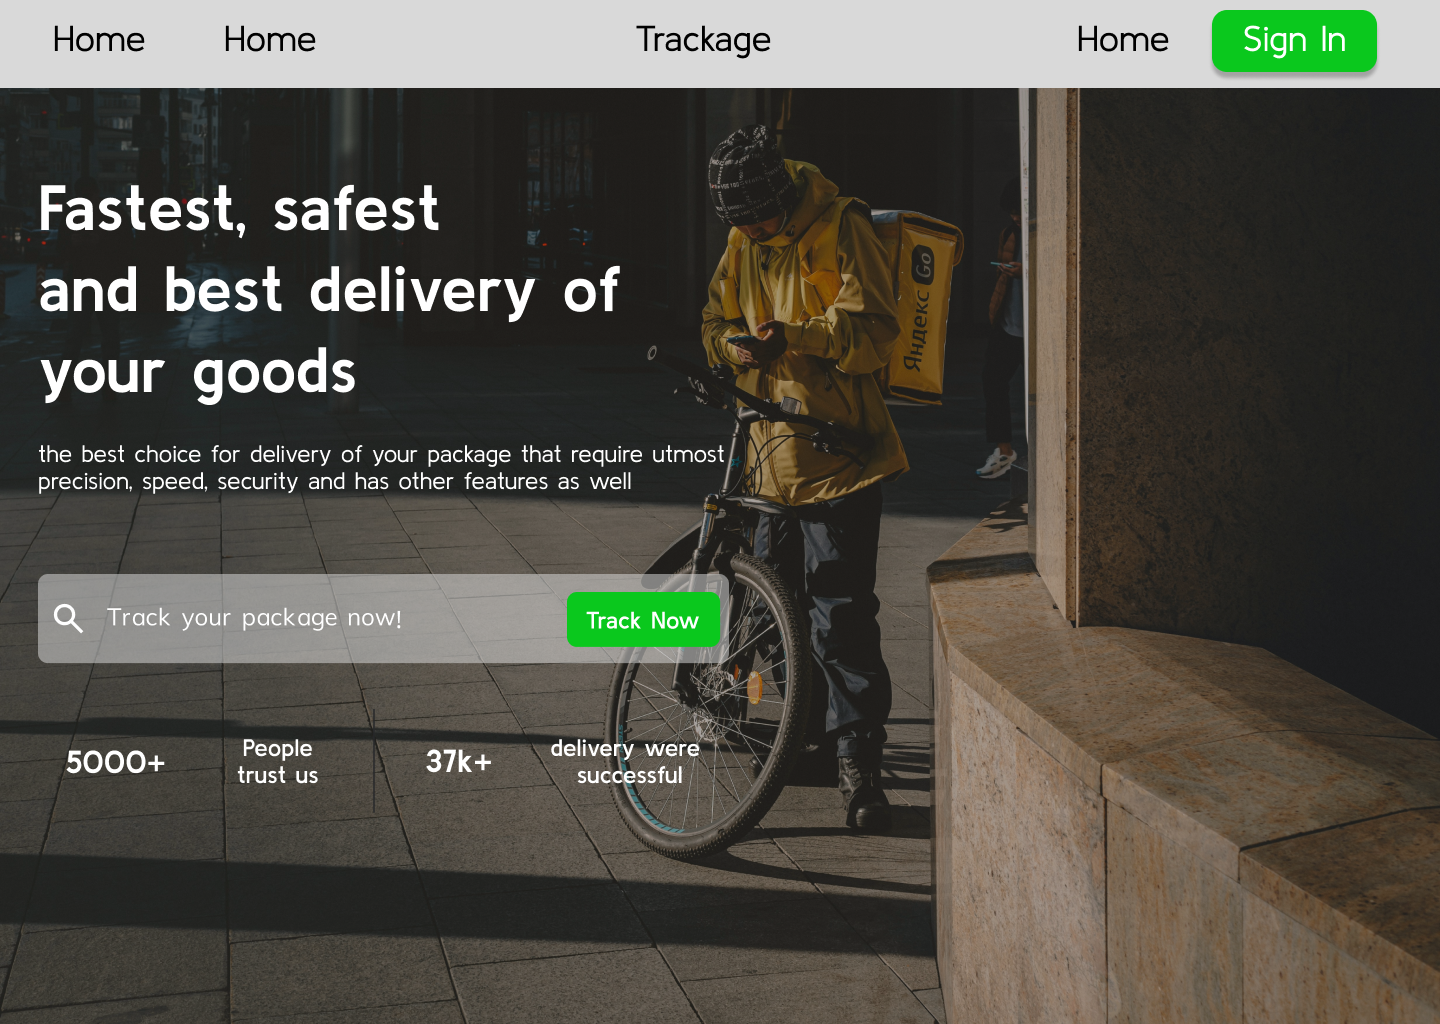 Home Home Trackage Home Sign In
Fastest, safest
and best delivery of
your goods
the best choice for delivery of your package that require utmost
precision, speed, security and has other features as well
Track your package now! Track Now
5000+
People
trust us
37k+
delivery were
successful
Яндекс Go